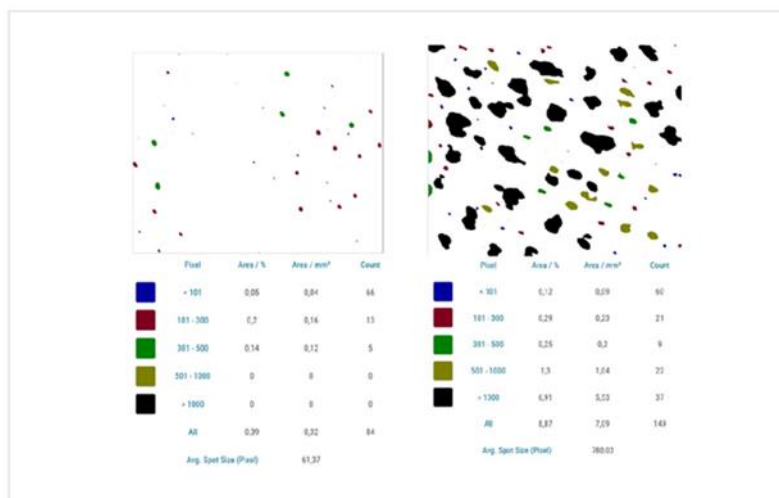 Pixel Area / % Area / mm² Count
< 101 0,05 0,04 66
101 - 300 0,2 0,16 13
301 - 500 0,14 0,12 5
501 - 1000 0 0 0
> 1000 0 0 0
All 0,39 0,32 84
Avg. Spot Size (Pixel) 61,37
Pixel Area / % Area / mm² Count
< 101 0,12 0,09 60
101 - 300 0,29 0,23 21
301 - 500 0,25 0,2 9
501 - 1000 1,3 1,04 22
> 1000 6,91 5,53 37
All 8,87 7,09 149
Avg. Spot Size (Pixel)